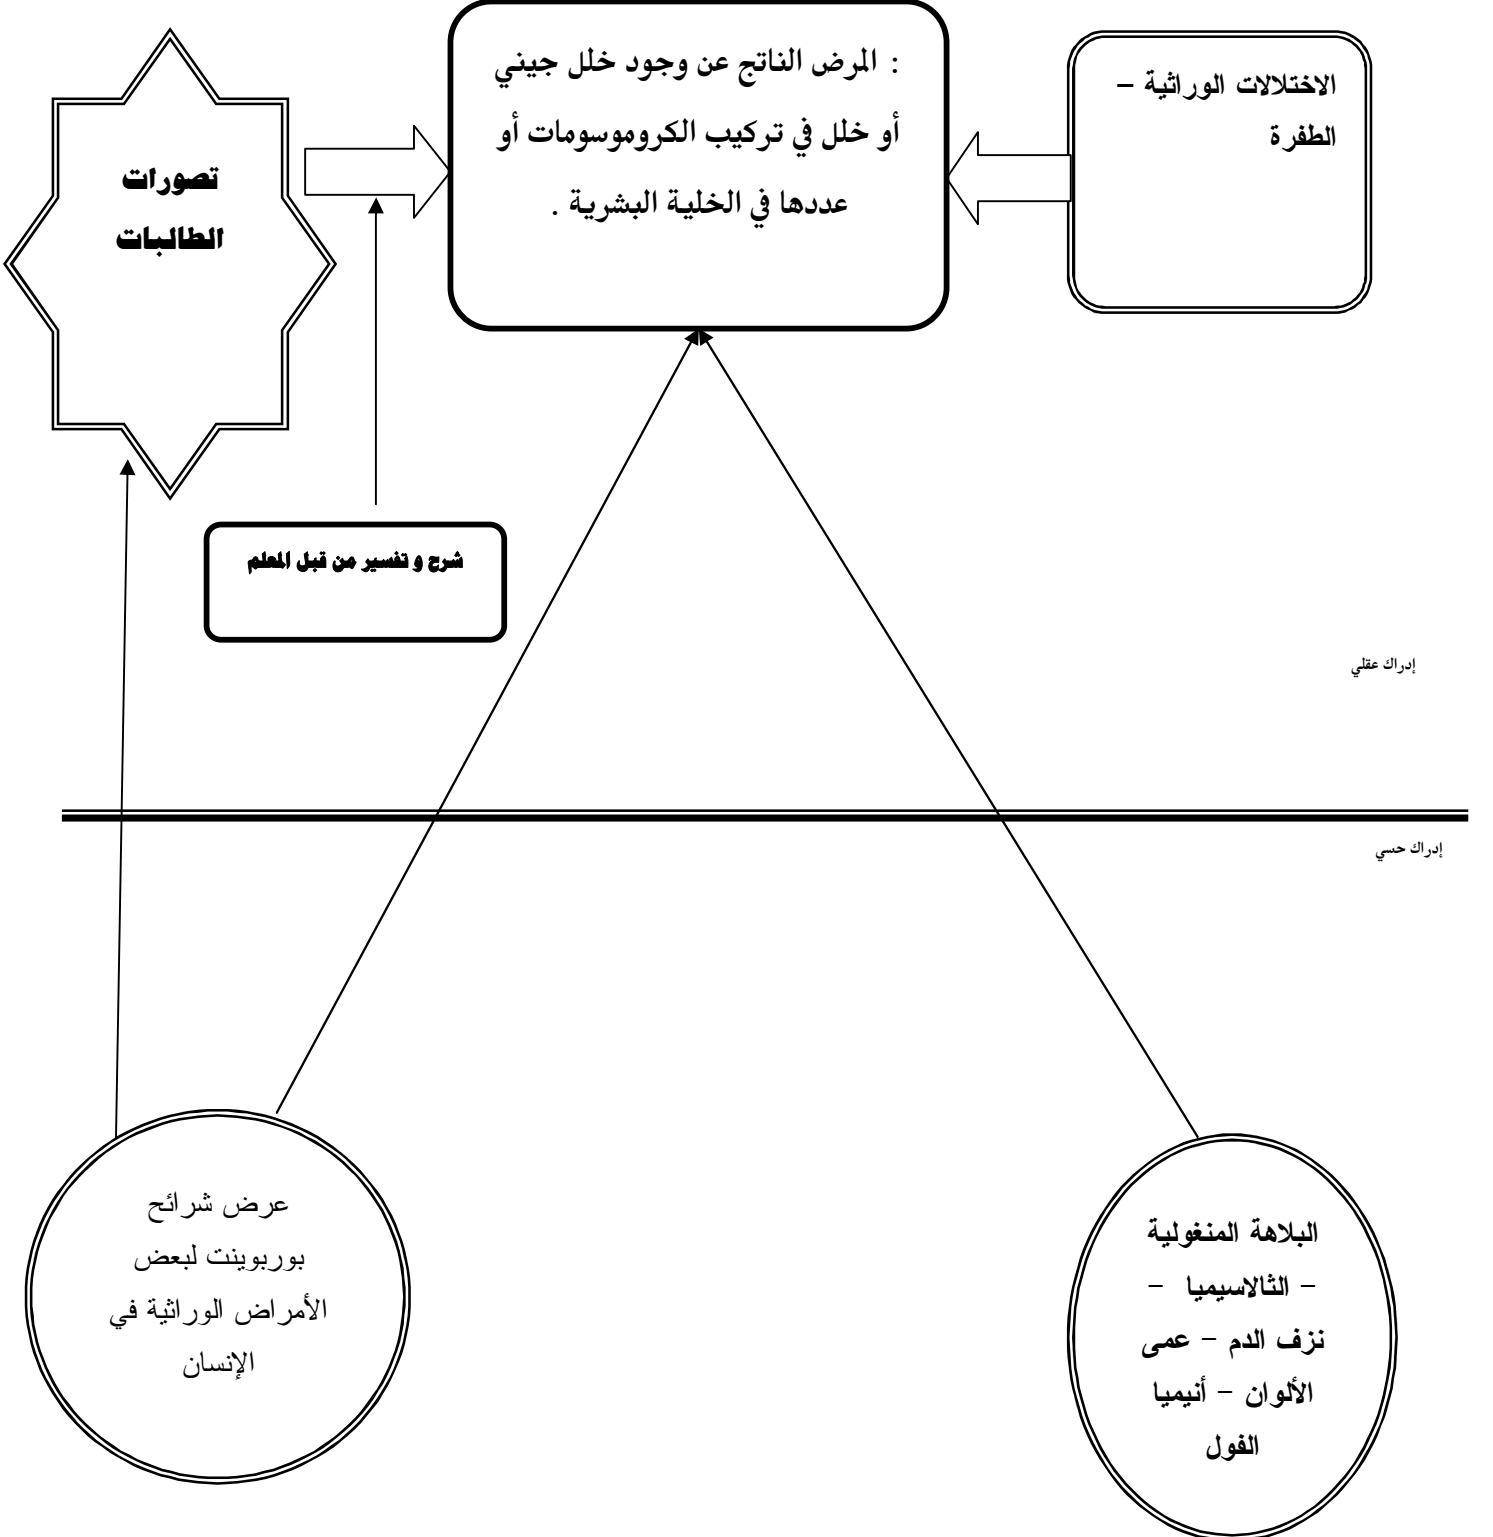 الاختلالات الوراثية –
الطفرة
: المرض الناتج عن وجود خلل جيني
أو خلل في تركيب الكروموسومات أو
عددها في الخلية البشرية .
تصورات
الطالبات
شرح و تفسير من قبل المعلم
إدراك عقلي
إدراك حسي
البلاهة المنغولية
– الثالاسيميا –
نزف الدم – عمى
الألوان – أنيميا
الفول
عرض شرائح
بوربوينت لبعض
الأمراض الوراثية في
الإنسان